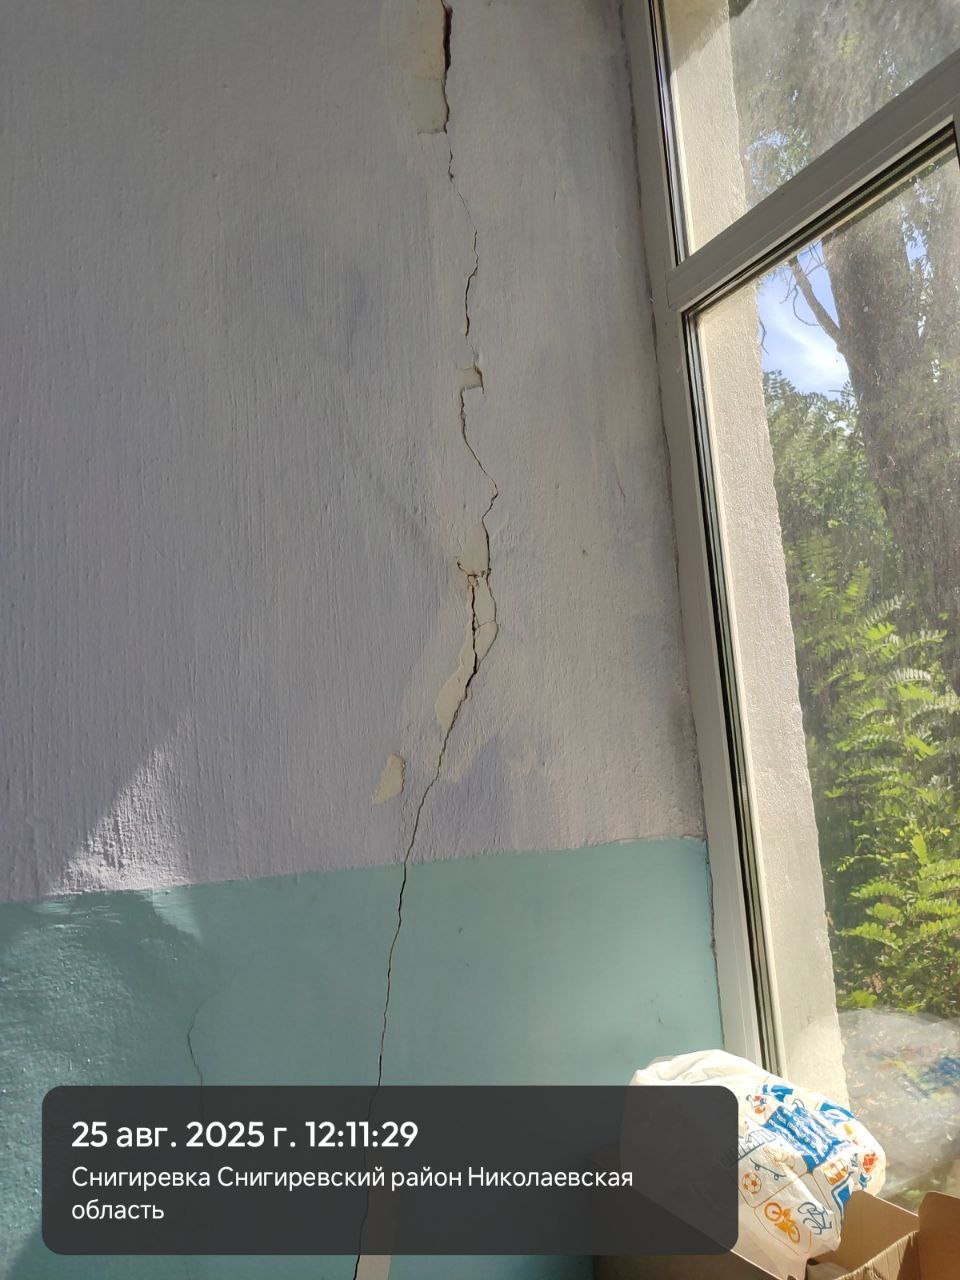 25 авг. 2025 г. 12:11:29
Снигиревка Снигиревский район Николаевская
область